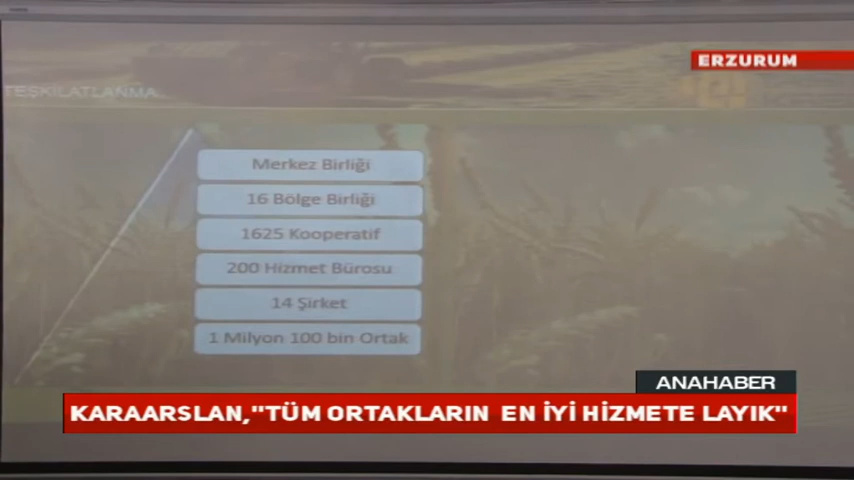 ERZURUM
TEŞKİLATLANMA
Merkez Birliği
16 Bölge Birliği
1625 Kooperatif
200 Hizmet Bürosu
14 Şirket
1 Milyon 100 bin Ortak
ANAHABER
KARAARSLAN,"TÜM ORTAKLARIN EN İYİ HİZMETE LAYIK"